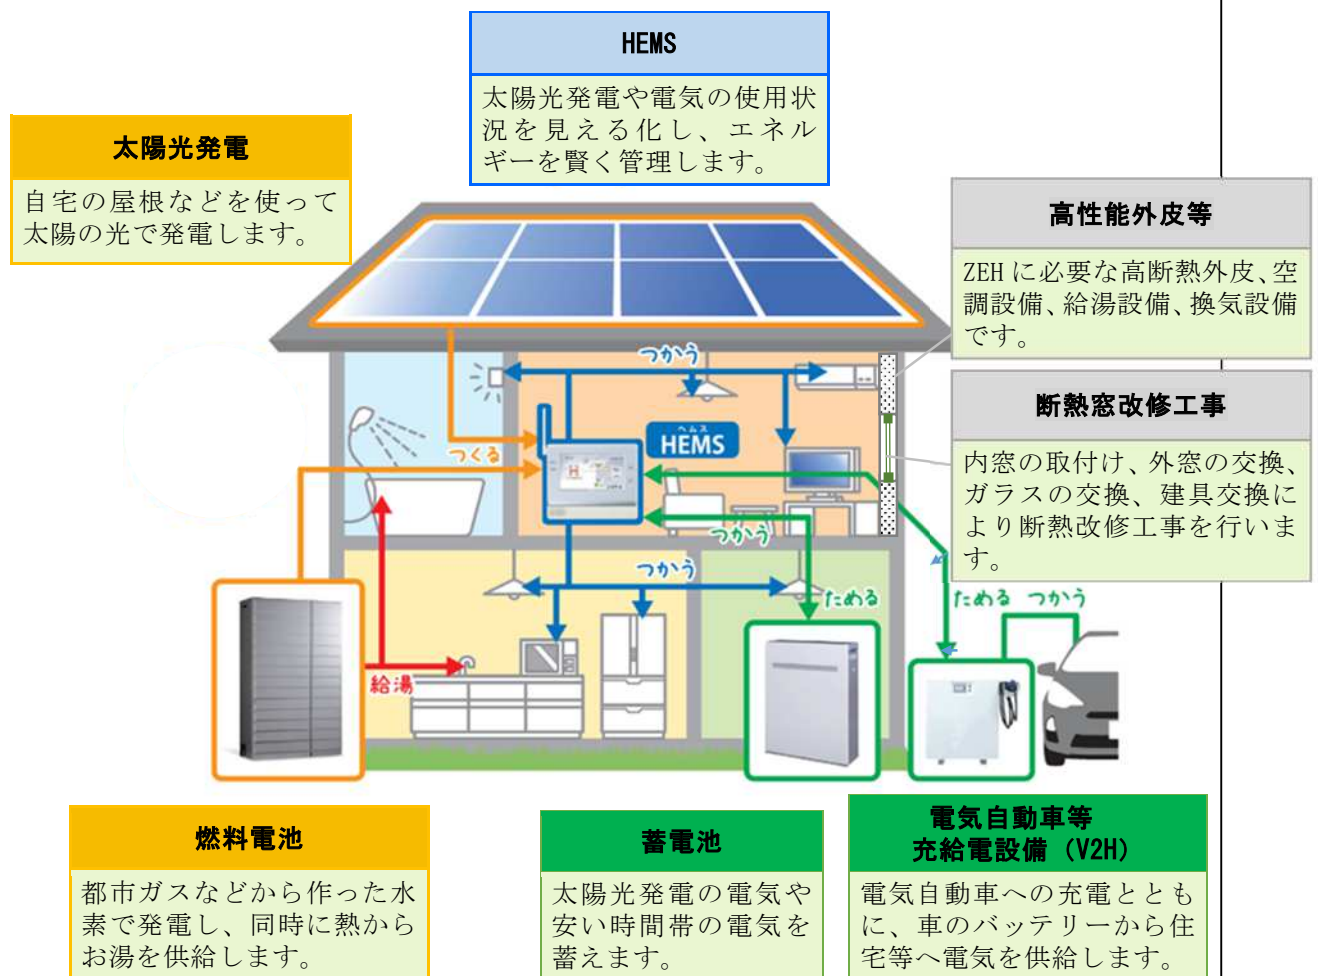 HEMS
太陽光発電や電気の使用状
況を見える化し、エネル
ギーを賢く管理します。
太陽光発電
自宅の屋根などを使って
太陽の光で発電します。
高性能外皮等
ZEHに必要な高断熱外皮、空
調設備、給湯設備、換気設備
です。
断熱窓改修工事
内窓の取付け、外窓の交換、
ガラスの交換、建具交換に
より断熱改修工事を行いま
す。
つかう
ヘムス
HEMS
つくる
H
つかう
つかう
ためる
ためる つかう
給湯
燃料電池
都市ガスなどから作った水
素で発電し、同時に熱から
お湯を供給します。
蓄電池
太陽光発電の電気や
安い時間帯の電気を
蓄えます。
電気自動車等
充給電設備（V2H）
電気自動車への充電ととも
に、車のバッテリーから住
宅等へ電気を供給します。